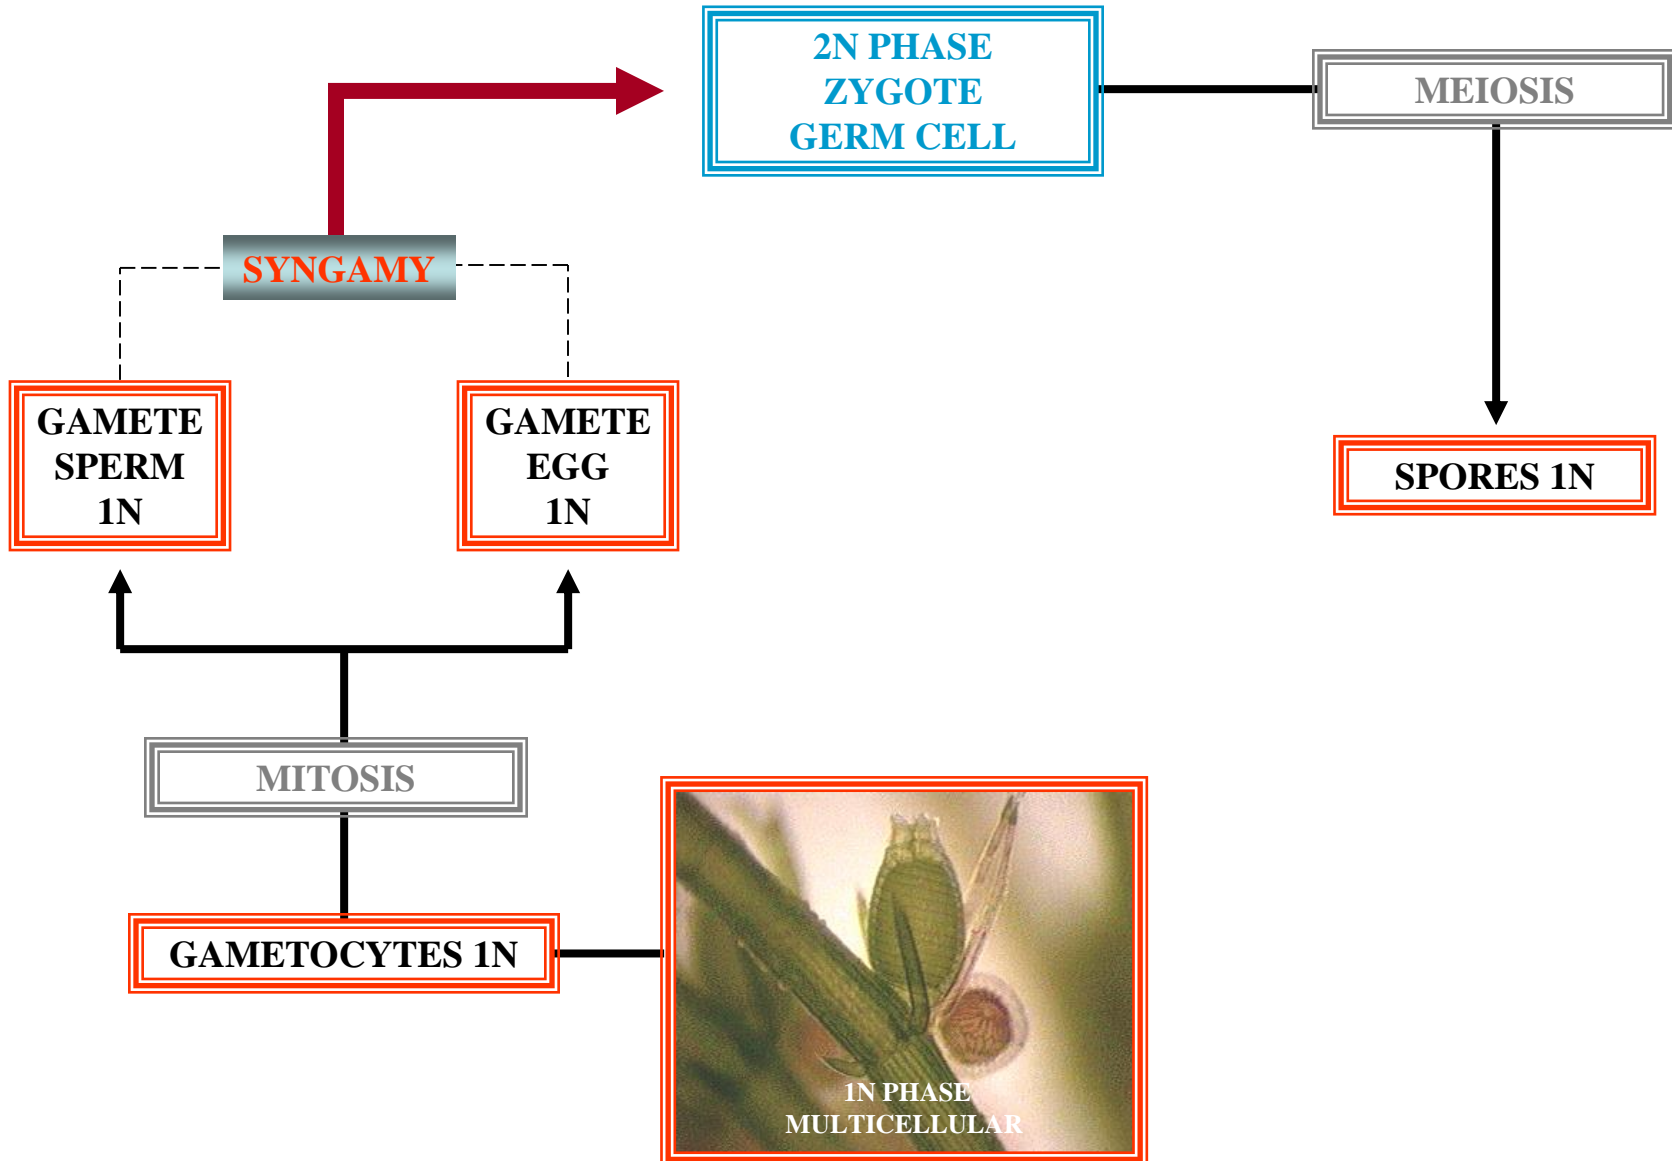 2N PHASE
ZYGOTE
GERM CELL
MEIOSIS
SYNGAMY
GAMETE
SPERM
1N
GAMETE
EGG
1N
SPORES 1N
MITOSIS
GAMETOCYTES 1N
1N PHASE
MULTICELLULAR